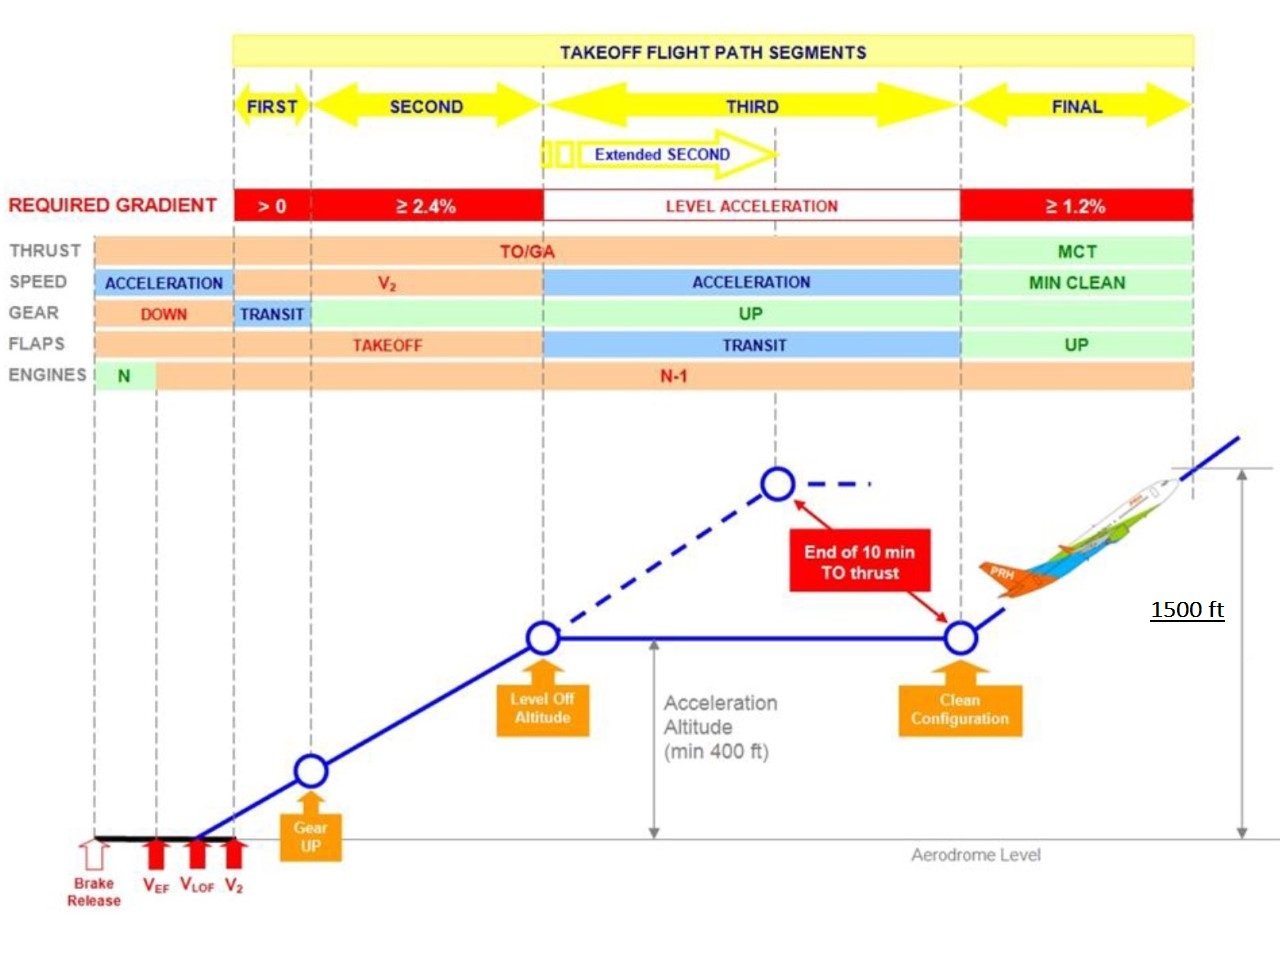 TAKEOFF FLIGHT PATH SEGMENTS
FIRST SECOND THIRD FINAL
Extended SECOND
REQUIRED GRADIENT > 0 ≥ 2.4% LEVEL ACCELERATION ≥ 1.2%
THRUST TO/GA MCT
SPEED ACCELERATION V₂ ACCELERATION MIN CLEAN
GEAR DOWN TRANSIT UP
FLAPS TAKEOFF TRANSIT UP
ENGINES N N-1
End of 10 min
TO thrust
PRH
1500 ft
Level Off
Altitude
Acceleration
Altitude
(min 400 ft)
Clean
Configuration
Gear
UP
Aerodrome Level
Brake
Release
VEF VLOF V₂